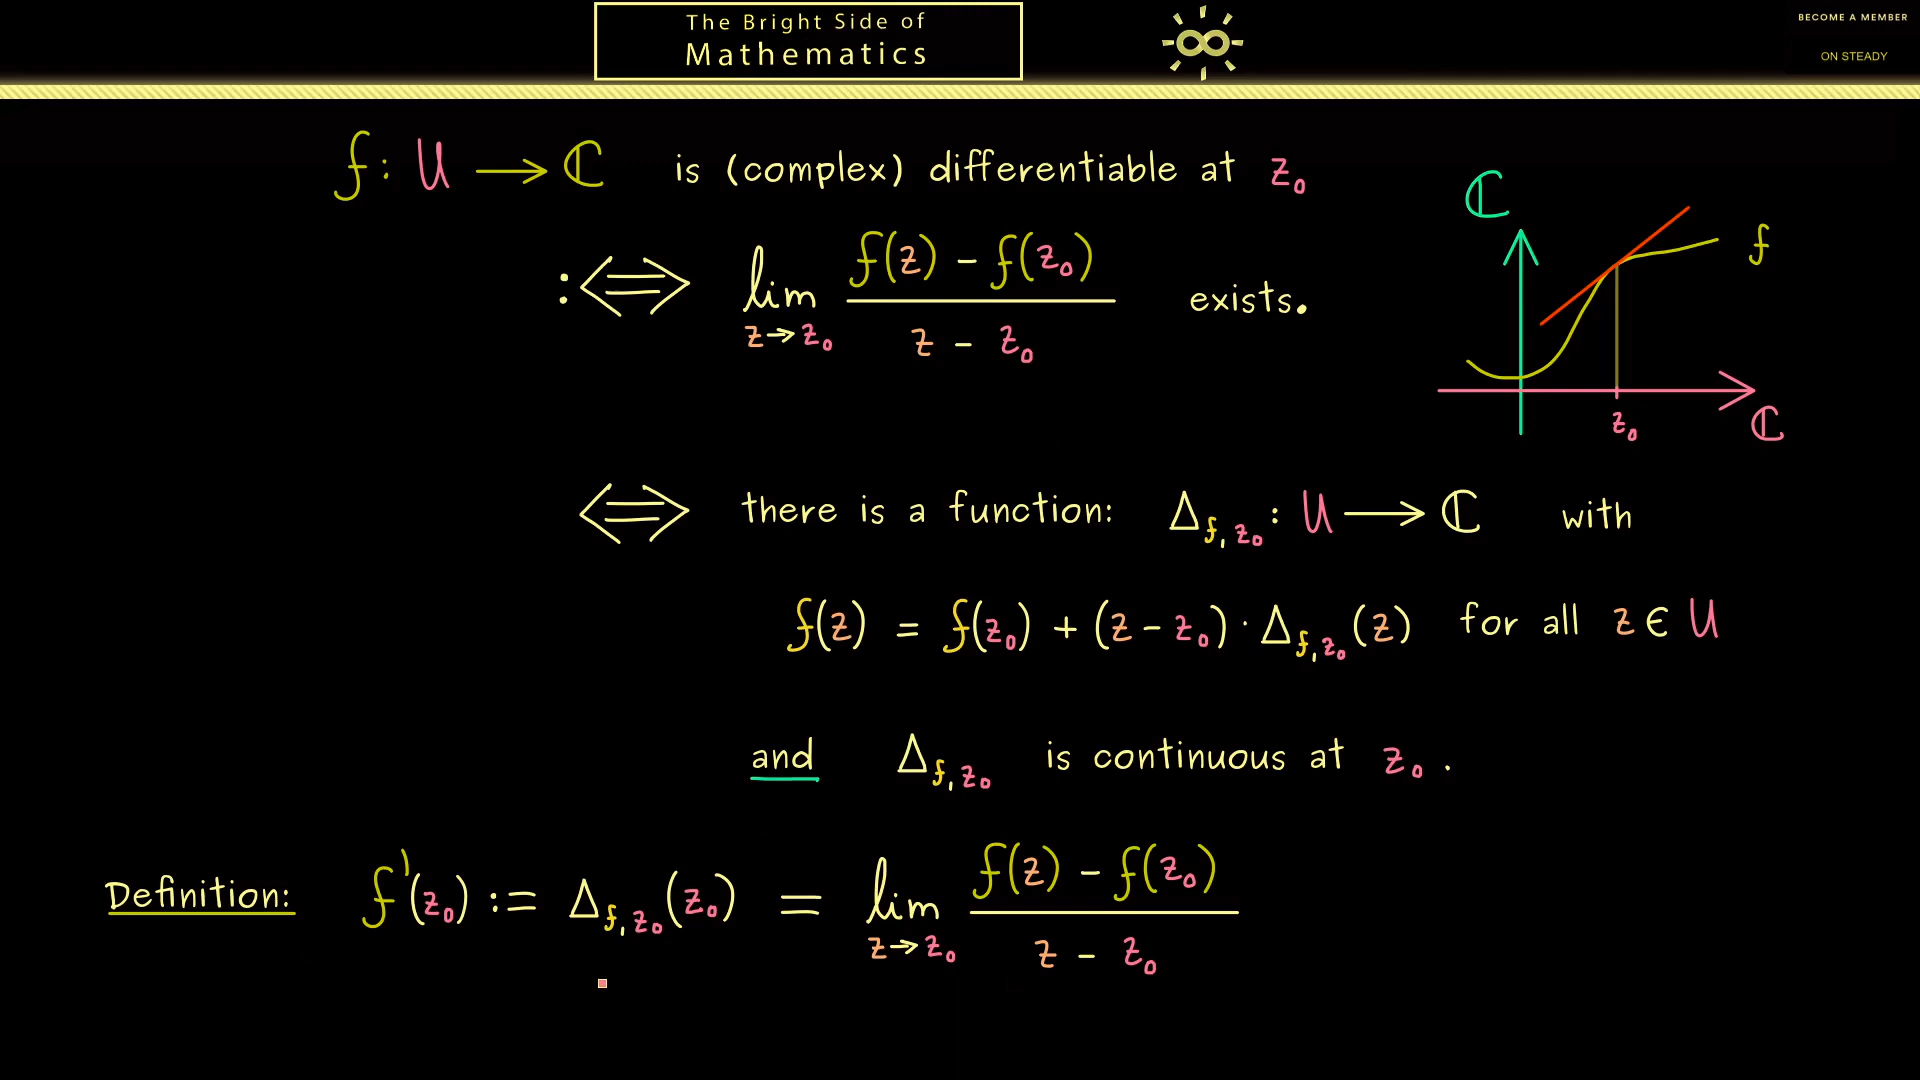 The Bright Side of
Mathematics
BECOME A MEMBER
ON STEADY
f: U ⟶ ℂ is (complex) differentiable at z₀
:⟺ lim_{z→z₀} (f(z) − f(z₀)) / (z − z₀) exists.
ℂ
f
z₀
ℂ
⟺ there is a function: Δ_{f,z₀} : U ⟶ ℂ with
f(z) = f(z₀) + (z − z₀) · Δ_{f,z₀}(z) for all z ∈ U
and Δ_{f,z₀} is continuous at z₀ .
Definition: f'(z₀) := Δ_{f,z₀}(z₀) = lim_{z→z₀} (f(z) − f(z₀)) / (z − z₀)